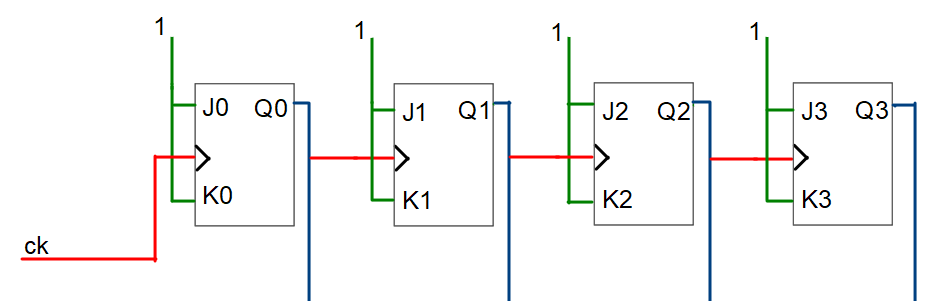 1 1 1 1
J0 Q0 J1 Q1 J2 Q2 J3 Q3
K0 K1 K2 K3
ck